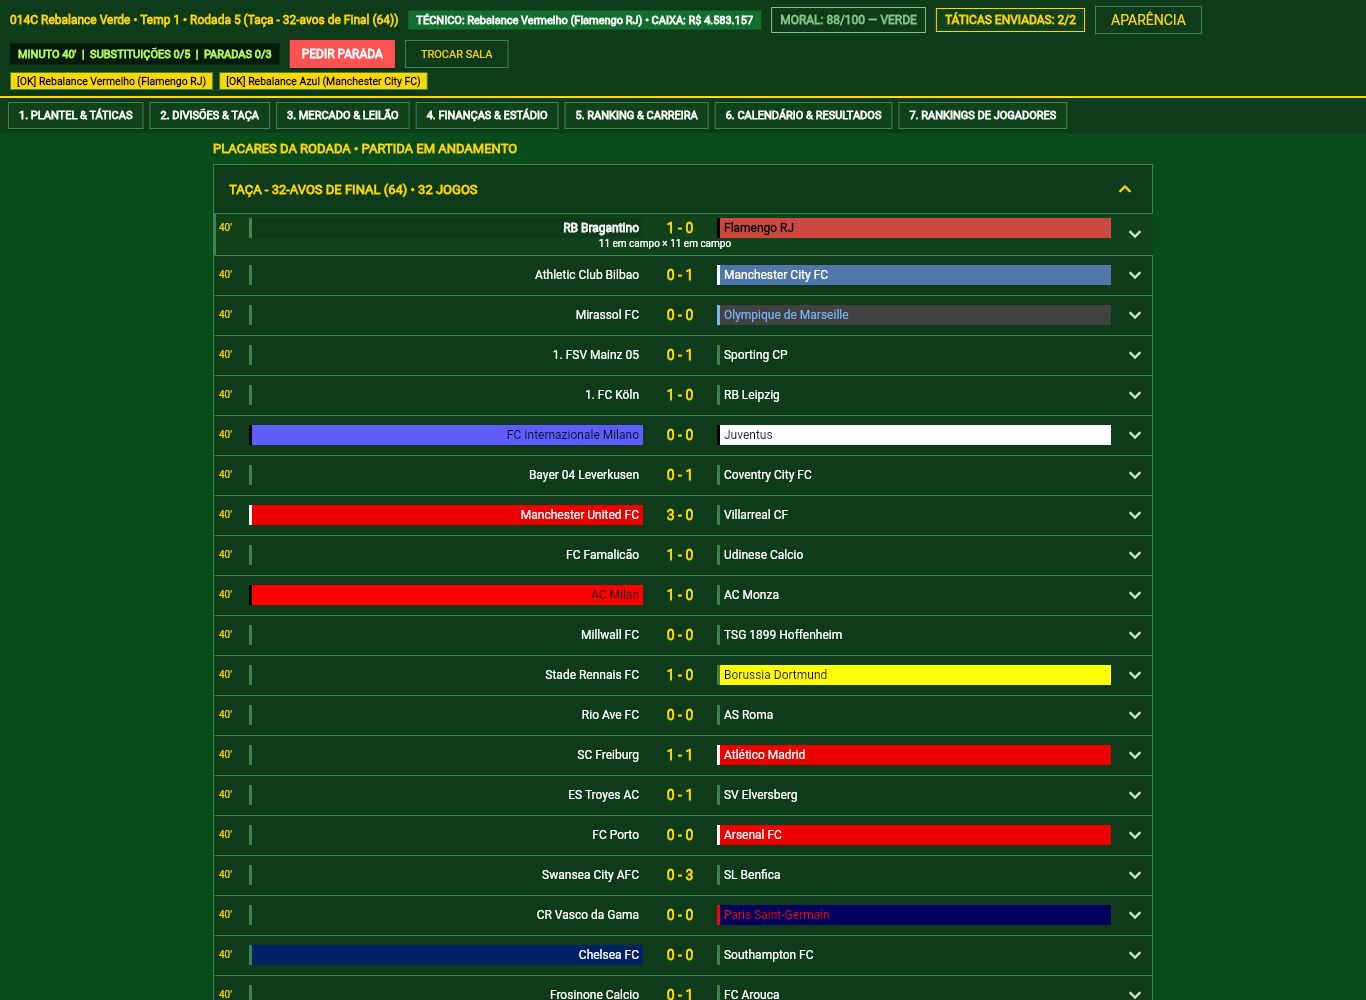 014C Rebalance Verde • Temp 1 • Rodada 5 (Taça - 32-avos de Final (64)) TÉCNICO: Rebalance Vermelho (Flamengo RJ) • CAIXA: R$ 4.583.157 MORAL: 88/100 — VERDE TÁTICAS ENVIADAS: 2/2 APARÊNCIA
MINUTO 40' | SUBSTITUIÇÕES 0/5 | PARADAS 0/3 PEDIR PARADA TROCAR SALA
[OK] Rebalance Vermelho (Flamengo RJ) [OK] Rebalance Azul (Manchester City FC)
1. PLANTEL & TÁTICAS 2. DIVISÕES & TAÇA 3. MERCADO & LEILÃO 4. FINANÇAS & ESTÁDIO 5. RANKING & CARREIRA 6. CALENDÁRIO & RESULTADOS 7. RANKINGS DE JOGADORES
PLACARES DA RODADA • PARTIDA EM ANDAMENTO
TAÇA - 32-AVOS DE FINAL (64) • 32 JOGOS
40' RB Bragantino 1 - 0 Flamengo RJ
11 em campo × 11 em campo
40' Athletic Club Bilbao 0 - 1 Manchester City FC
40' Mirassol FC 0 - 0 Olympique de Marseille
40' 1. FSV Mainz 05 0 - 1 Sporting CP
40' 1. FC Köln 1 - 0 RB Leipzig
40' FC Internazionale Milano 0 - 0 Juventus
40' Bayer 04 Leverkusen 0 - 1 Coventry City FC
40' Manchester United FC 3 - 0 Villarreal CF
40' FC Famalicão 1 - 0 Udinese Calcio
40' AC Milan 1 - 0 AC Monza
40' Millwall FC 0 - 0 TSG 1899 Hoffenheim
40' Stade Rennais FC 1 - 0 Borussia Dortmund
40' Rio Ave FC 0 - 0 AS Roma
40' SC Freiburg 1 - 1 Atlético Madrid
40' ES Troyes AC 0 - 1 SV Elversberg
40' FC Porto 0 - 0 Arsenal FC
40' Swansea City AFC 0 - 3 SL Benfica
40' CR Vasco da Gama 0 - 0 Paris Saint-Germain
40' Chelsea FC 0 - 0 Southampton FC
40' Frosinone Calcio 0 - 1 FC Arouca